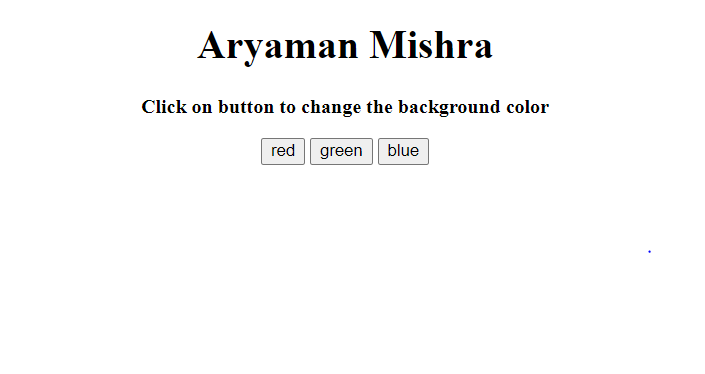 Aryaman Mishra
Click on button to change the background color
red green blue